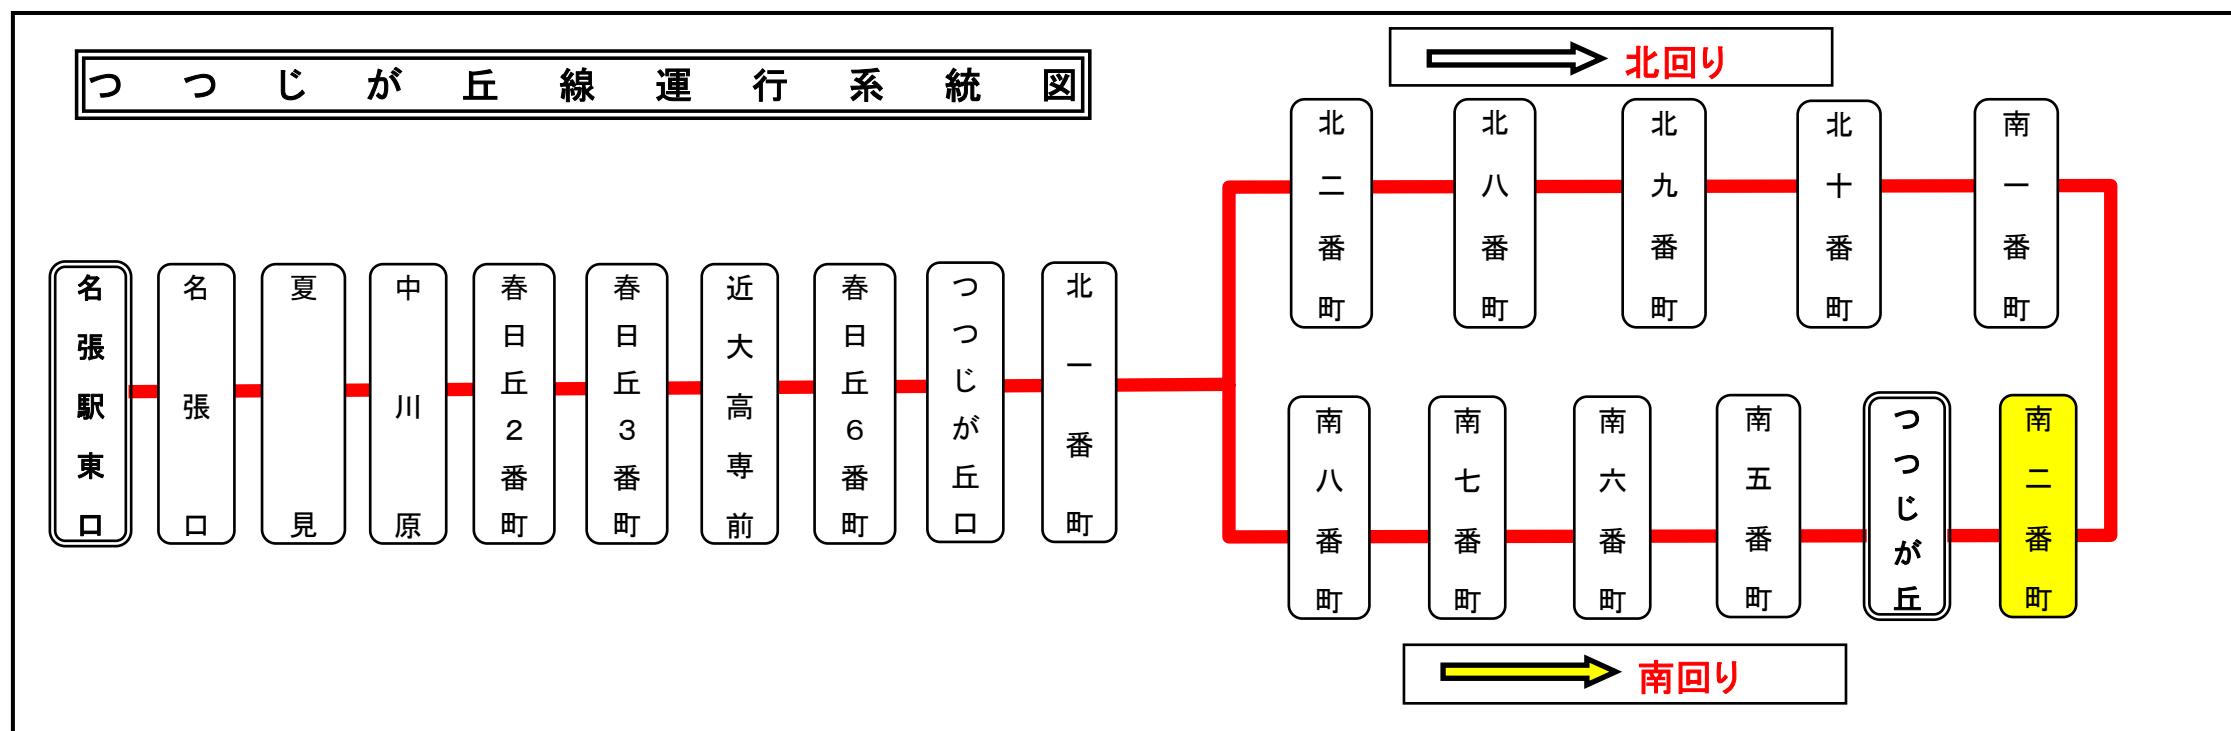 つつじが丘線運行系統図
北回り
北二番町
北八番町
北九番町
北十番町
南一番町
名張駅東口
名張口
夏見
中川原
春日丘2番町
春日丘3番町
近大高専前
春日丘6番町
つつじが丘口
北一番町
南八番町
南七番町
南六番町
南五番町
つつじが丘
南二番町
南回り